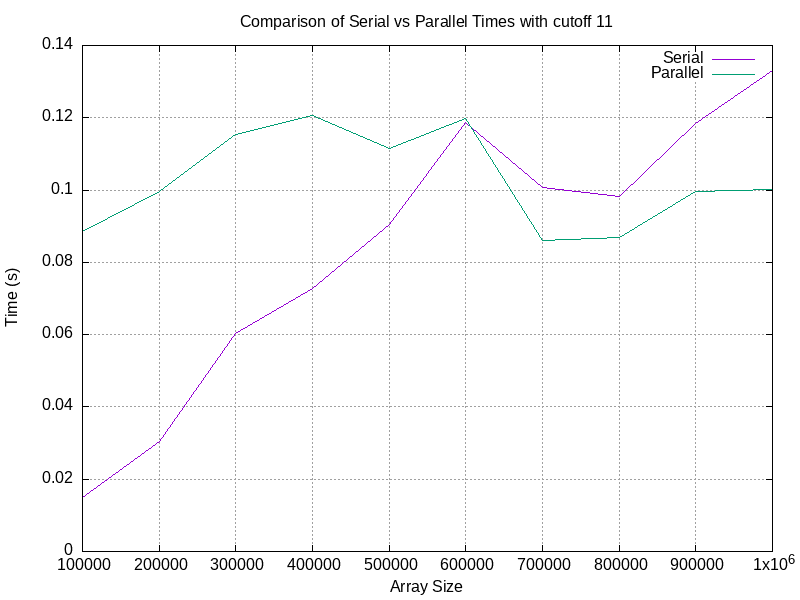 Comparison of Serial vs Parallel Times with cutoff 11
Serial
Parallel
0.14
0.12
0.1
0.08
0.06
0.04
0.02
0
Time (s)
100000 200000 300000 400000 500000 600000 700000 800000 900000 1x10⁶
Array Size